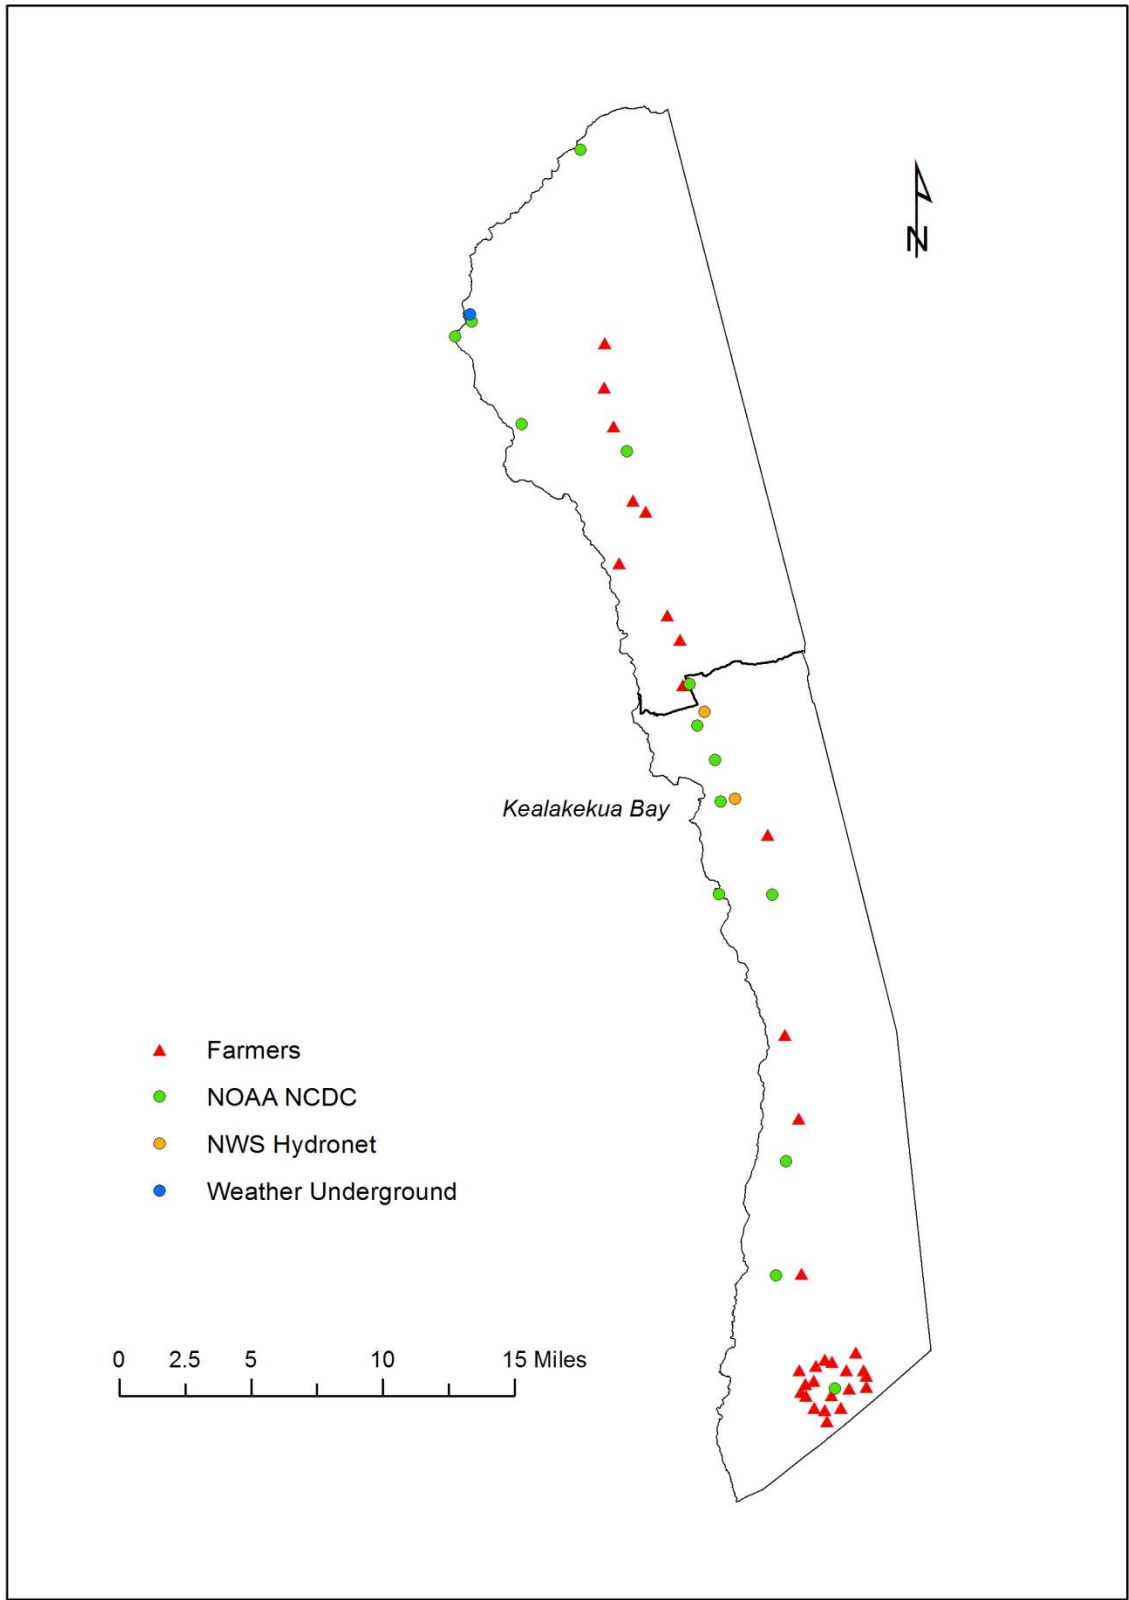 N
Kealakekua Bay
Farmers
NOAA NCDC
NWS Hydronet
Weather Underground
0 2.5 5 10 15 Miles